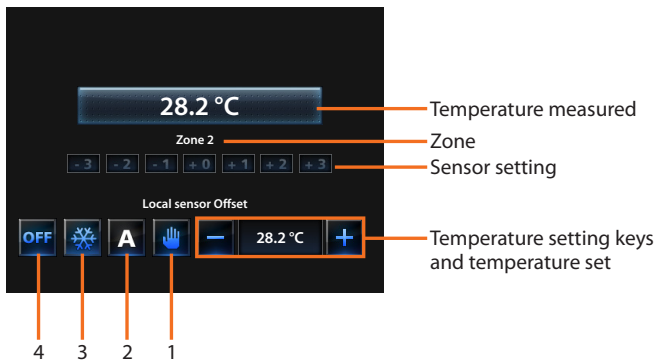 28.2 °C
Temperature measured
Zone 2
Zone
- 3 - 2 - 1 + 0 + 1 + 2 + 3
Sensor setting
Local sensor Offset
OFF A − 28.2 °C +
Temperature setting keys
and temperature set
4 3 2 1